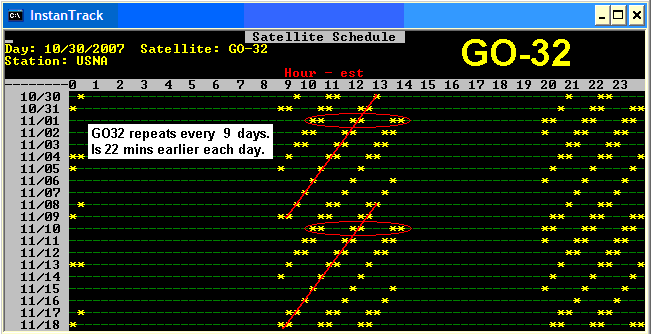 InstanTrack
Satellite Schedule
Day: 10/30/2007 Satellite: GO-32
GO-32
Station: USNA
Hour - est
0 1 2 3 4 5 6 7 8 9 10 11 12 13 14 15 16 17 18 19 20 21 22 23
10/30
10/31
11/01
11/02
GO32 repeats every 9 days.
11/03
Is 22 mins earlier each day.
11/04
11/05
11/06
11/07
11/08
11/09
11/10
11/11
11/12
11/13
11/14
11/15
11/16
11/17
11/18